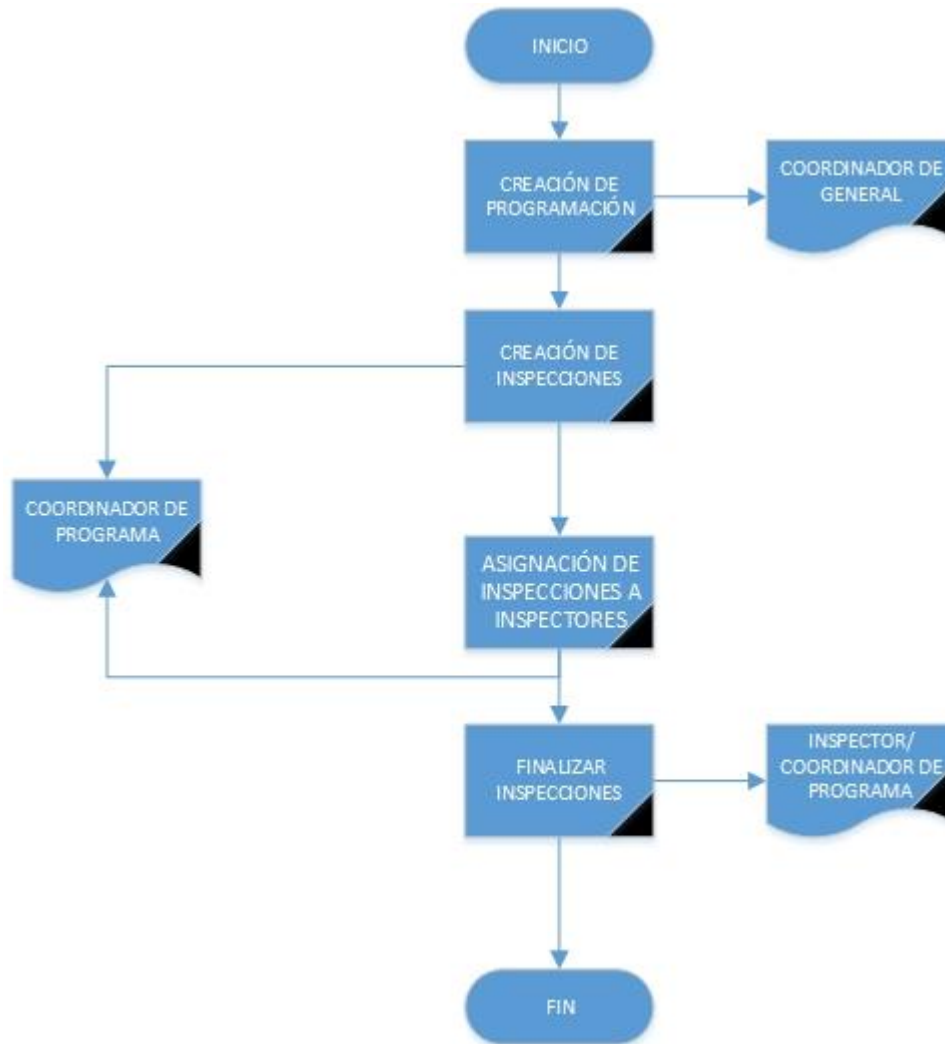 INICIO
CREACIÓN DE
PROGRAMACIÓN
COORDINADOR DE
GENERAL
CREACIÓN DE
INSPECCIONES
COORDINADOR DE
PROGRAMA
ASIGNACIÓN DE
INSPECCIONES A
INSPECTORES
FINALIZAR
INSPECCIONES
INSPECTOR/
COORDINADOR DE
PROGRAMA
FIN